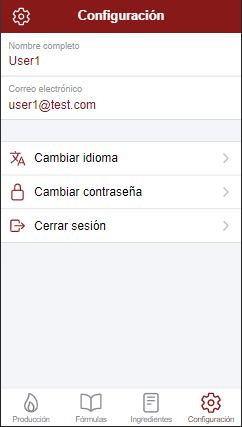 Configuración
Nombre completo
User1
Correo electrónico
user1@test.com
Cambiar idioma
Cambiar contraseña
Cerrar sesión
Producción
Fórmulas
Ingredientes
Configuración